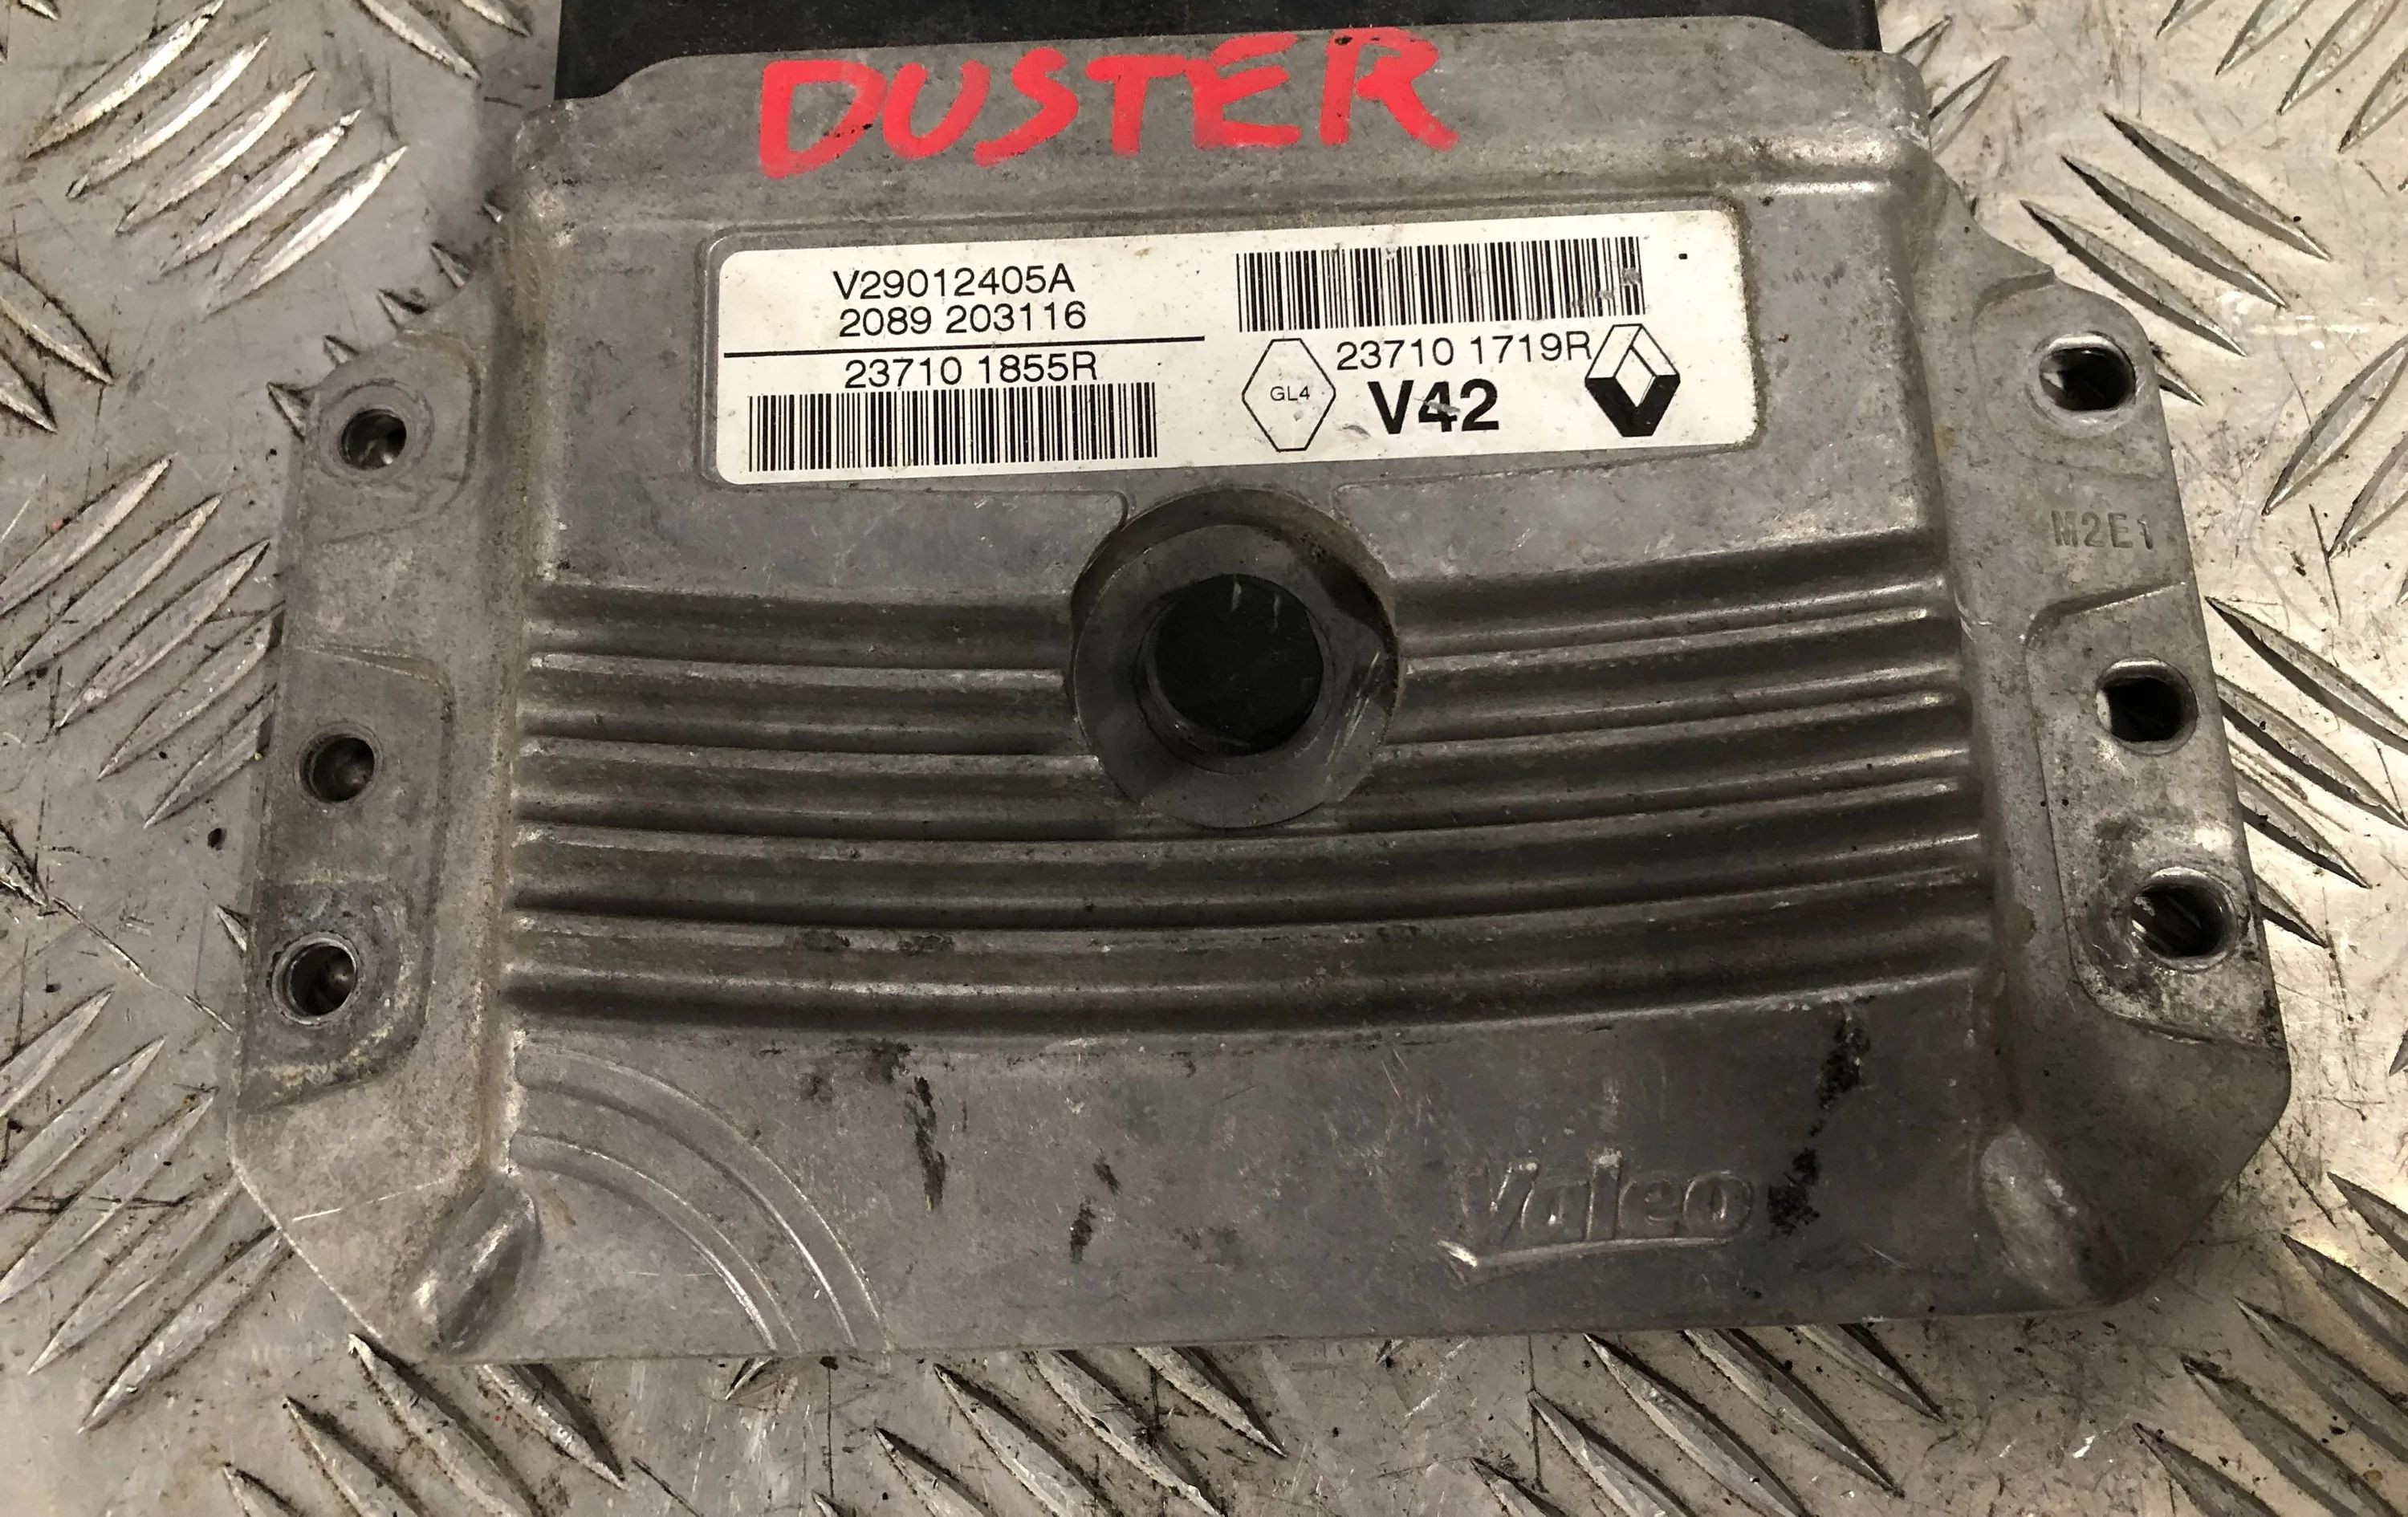 DUSTER
V29012405A
2089 203116
23710 1855R
23710 1719R
GL4
V42
M2E1
Valeo